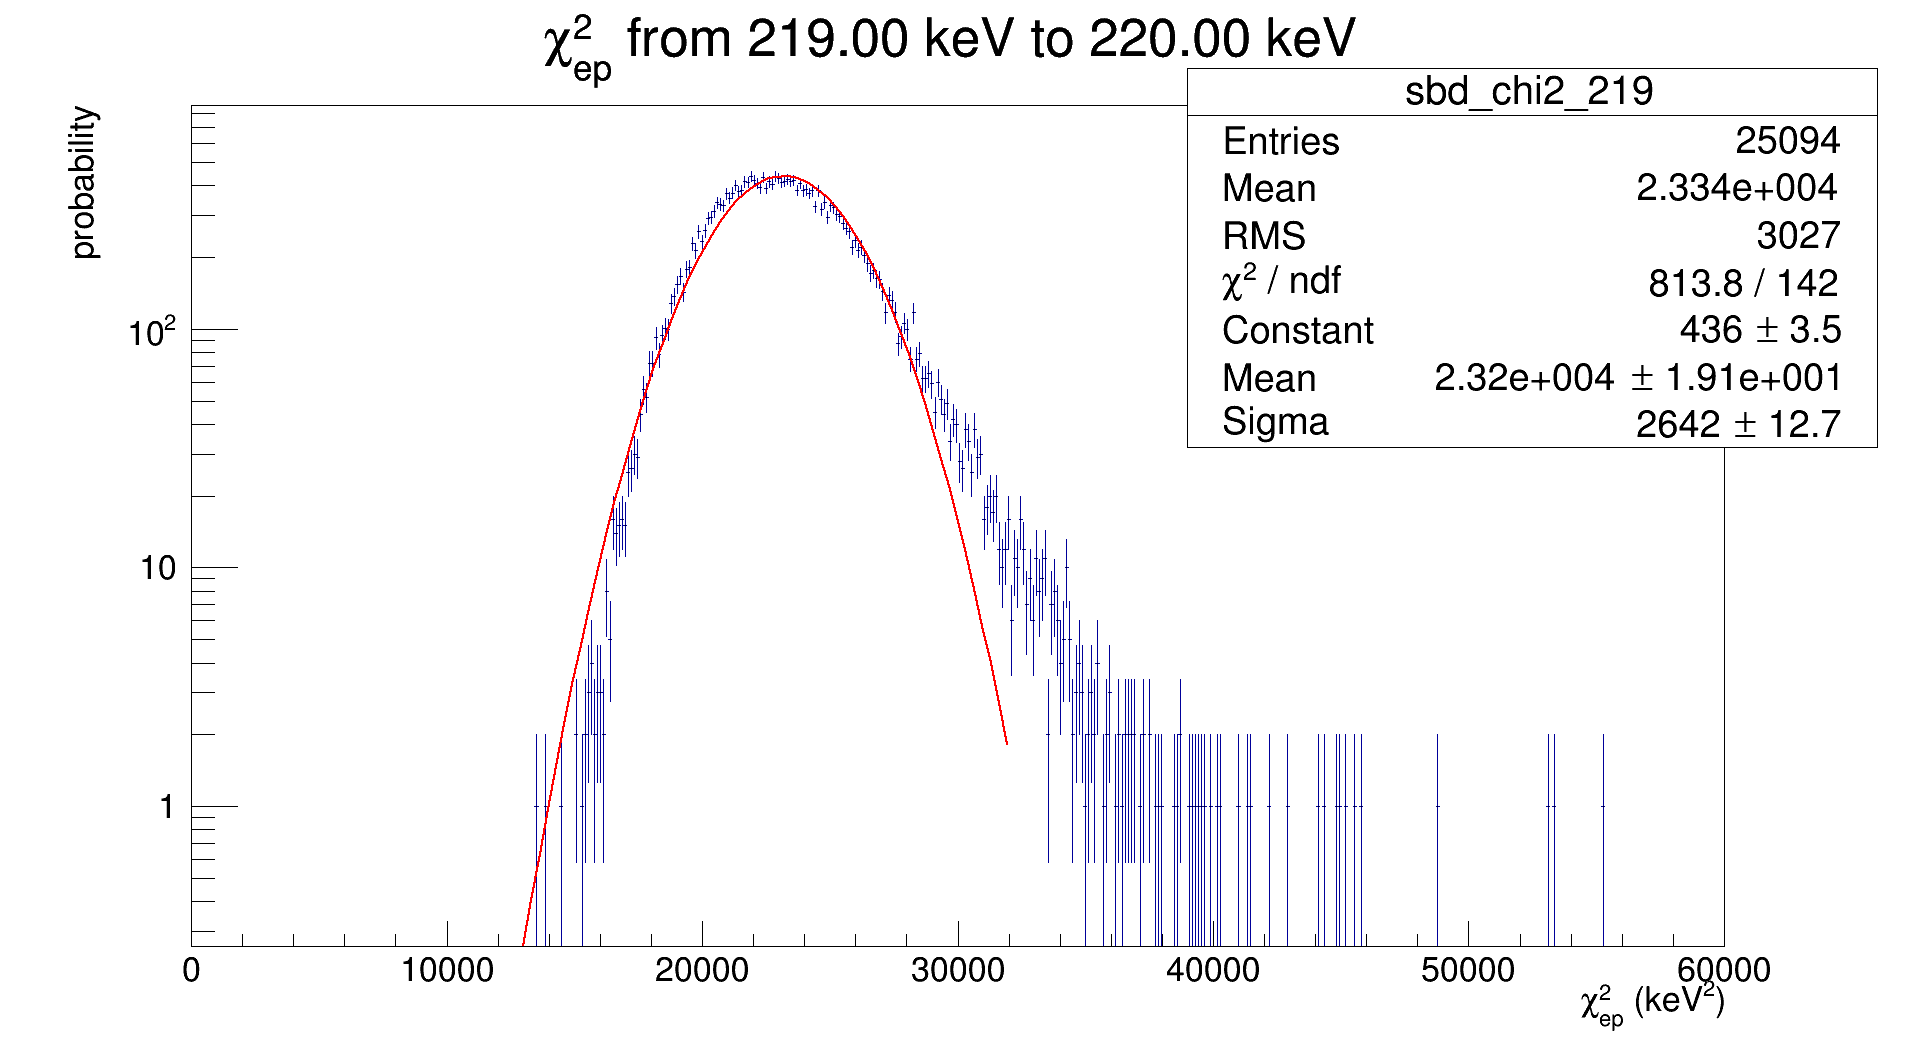 χ²ep from 219.00 keV to 220.00 keV
probability
sbd_chi2_219
Entries 25094
Mean 2.334e+004
RMS 3027
χ² / ndf 813.8 / 142
Constant 436 ± 3.5
Mean 2.32e+004 ± 1.91e+001
Sigma 2642 ± 12.7
10²
10
1
0 10000 20000 30000 40000 50000 60000
χ²ep (keV²)